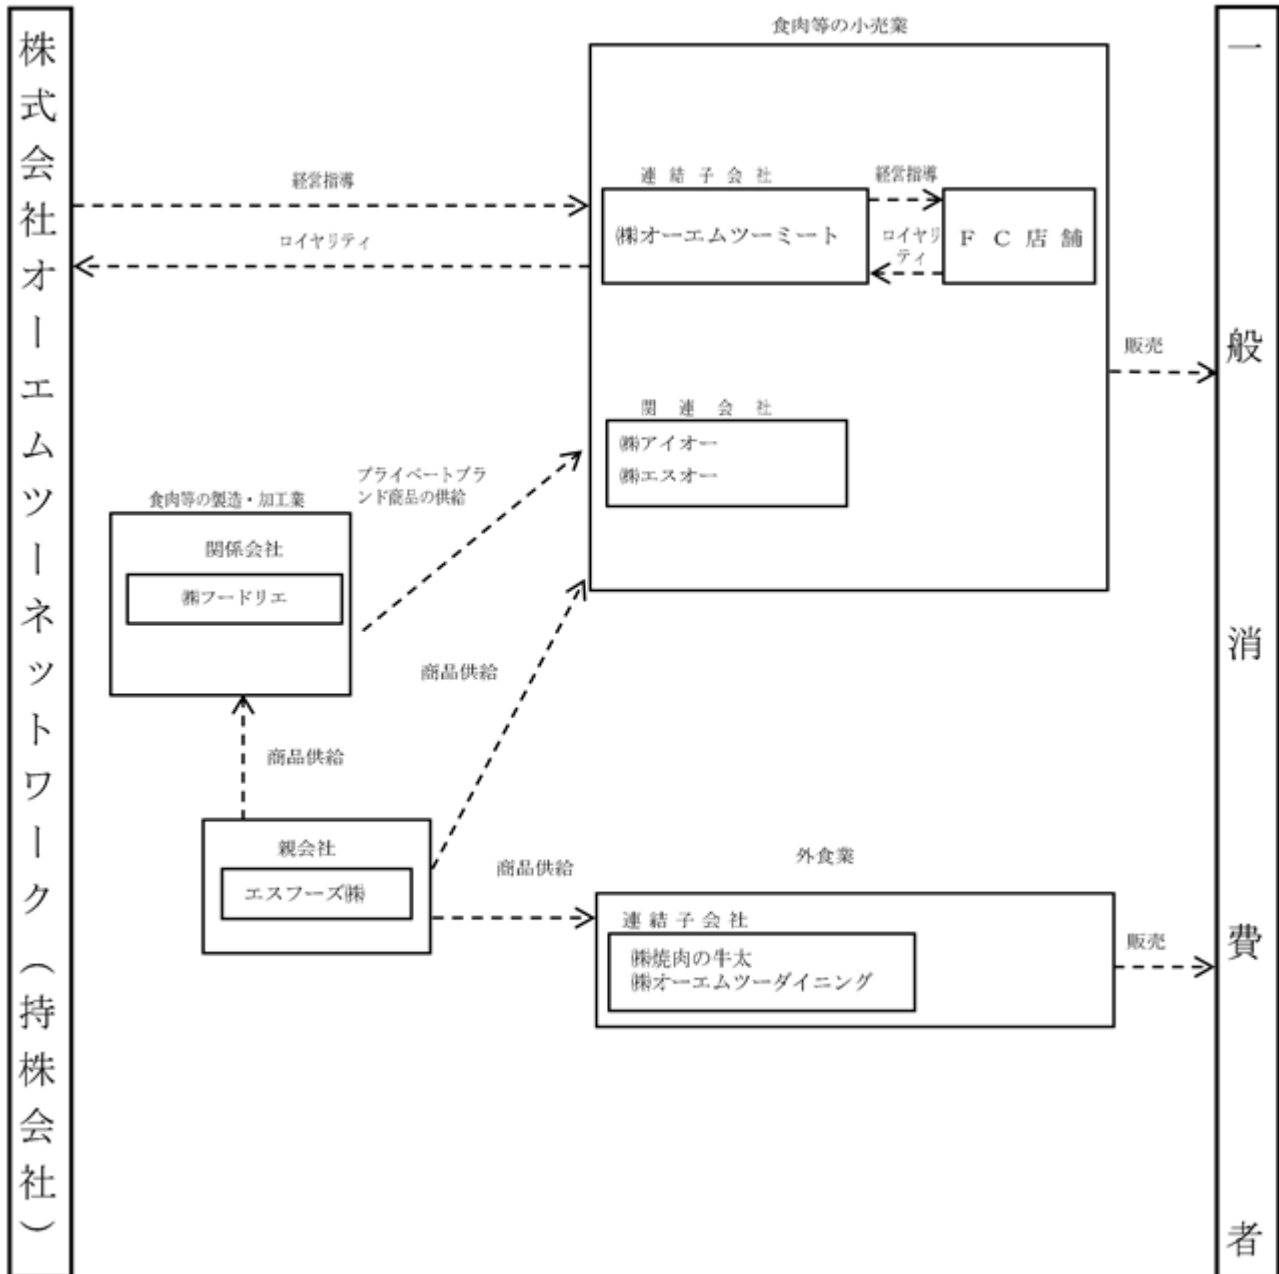 株式会社オーエムツーネットワーク（持株会社）
食肉等の小売業
経営指導
ロイヤリティ
連結子会社
㈱オーエムツーミート
経営指導
ロイヤリ
ティ
ＦＣ店舗
関連会社
㈱アイオー
㈱エスオー
販売
プライベートブラ
ンド商品の供給
食肉等の製造・加工業
関係会社
㈱フードリエ
商品供給
商品供給
親会社
エスフーズ㈱
商品供給
外食業
連結子会社
㈱焼肉の牛太
㈱オーエムツーダイニング
販売
一般消費者